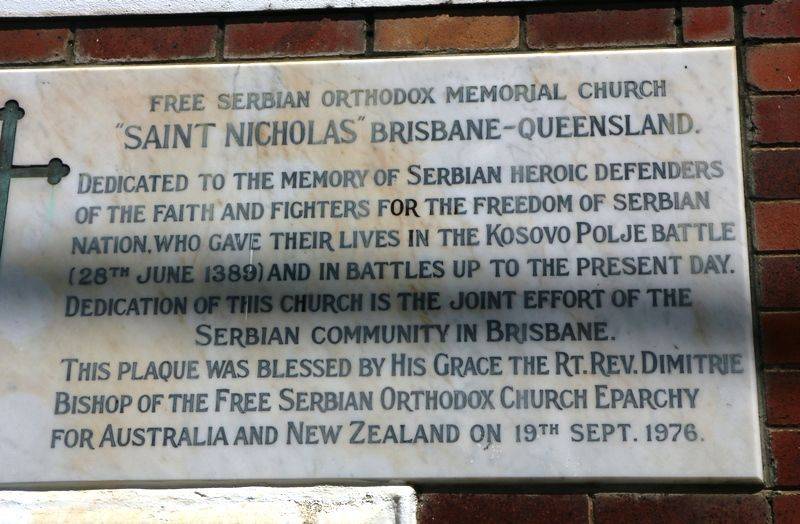 FREE SERBIAN ORTHODOX MEMORIAL CHURCH
"SAINT NICHOLAS" BRISBANE-QUEENSLAND.
DEDICATED TO THE MEMORY OF SERBIAN HEROIC DEFENDERS
OF THE FAITH AND FIGHTERS FOR THE FREEDOM OF SERBIAN
NATION, WHO GAVE THEIR LIVES IN THE KOSOVO POLJE BATTLE
(28TH JUNE 1389) AND IN BATTLES UP TO THE PRESENT DAY.
DEDICATION OF THIS CHURCH IS THE JOINT EFFORT OF THE
SERBIAN COMMUNITY IN BRISBANE.
THIS PLAQUE WAS BLESSED BY HIS GRACE THE RT. REV. DIMITRIE
BISHOP OF THE FREE SERBIAN ORTHODOX CHURCH EPARCHY
FOR AUSTRALIA AND NEW ZEALAND ON 19TH SEPT. 1976.